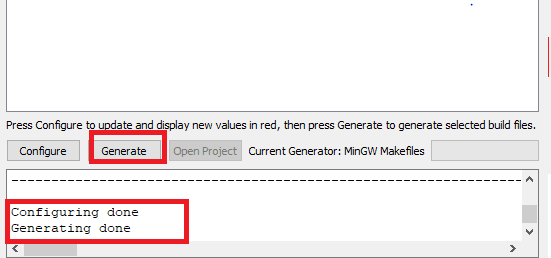 Press Configure to update and display new values in red, then press Generate to generate selected build files.
Configure Generate Open Project Current Generator: MinGW Makefiles
Configuring done
Generating done